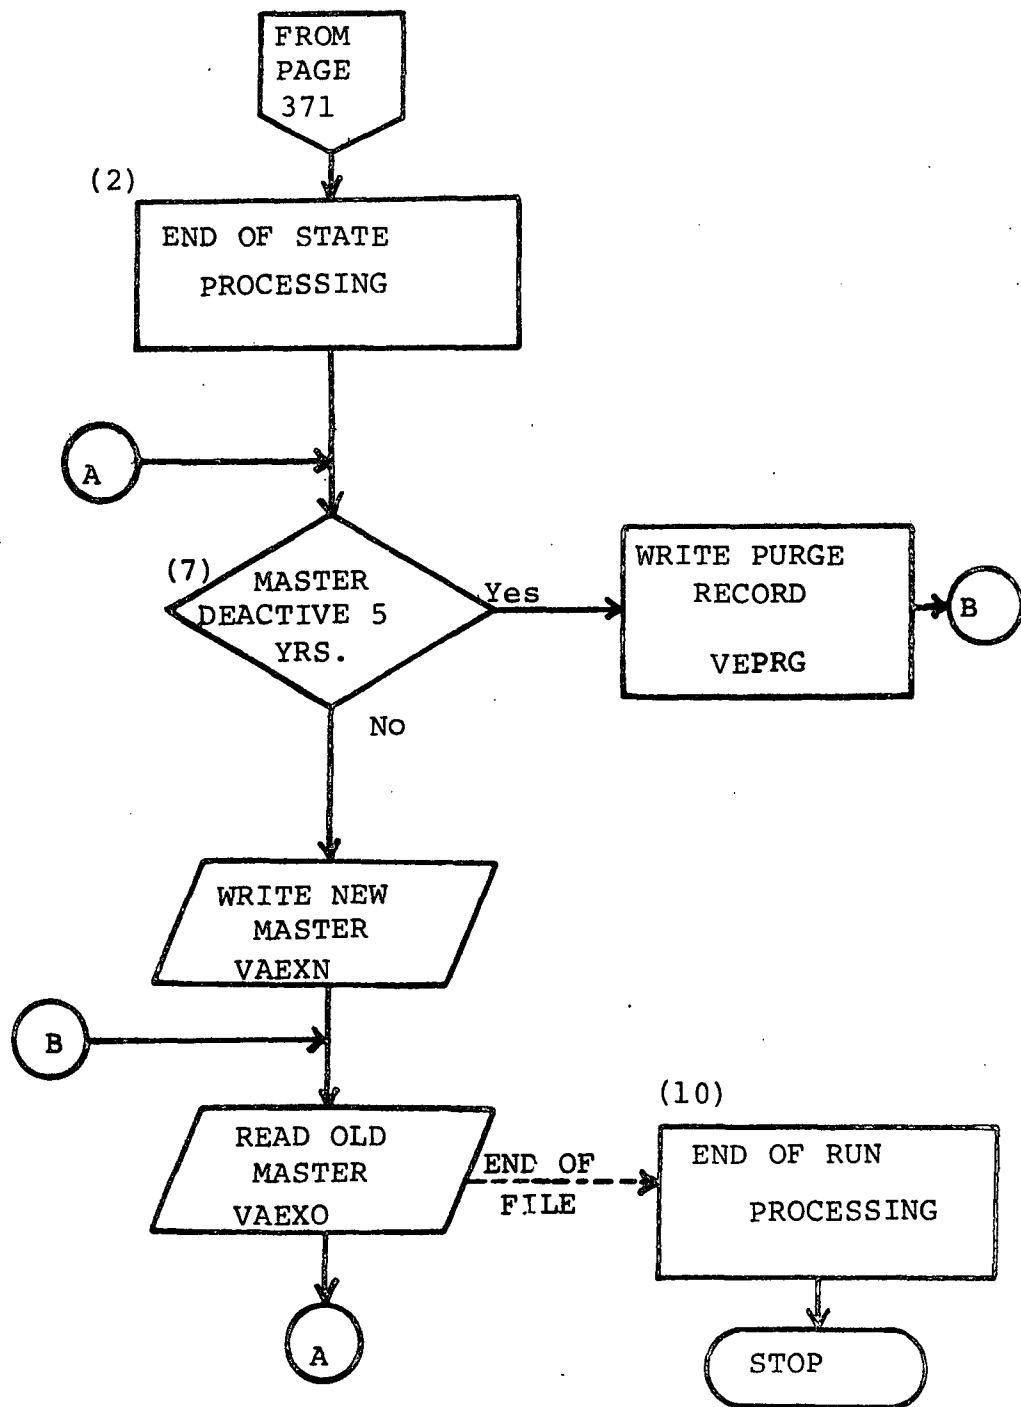 FROM
PAGE
371
(2)
END OF STATE
PROCESSING
A
(7)
MASTER
DEACTIVE 5
YRS.
Yes
WRITE PURGE
RECORD
VEPRG
B
No
WRITE NEW
MASTER
VAEXN
B
READ OLD
MASTER
VAEXO
END OF
FILE
(10)
END OF RUN
PROCESSING
A
STOP